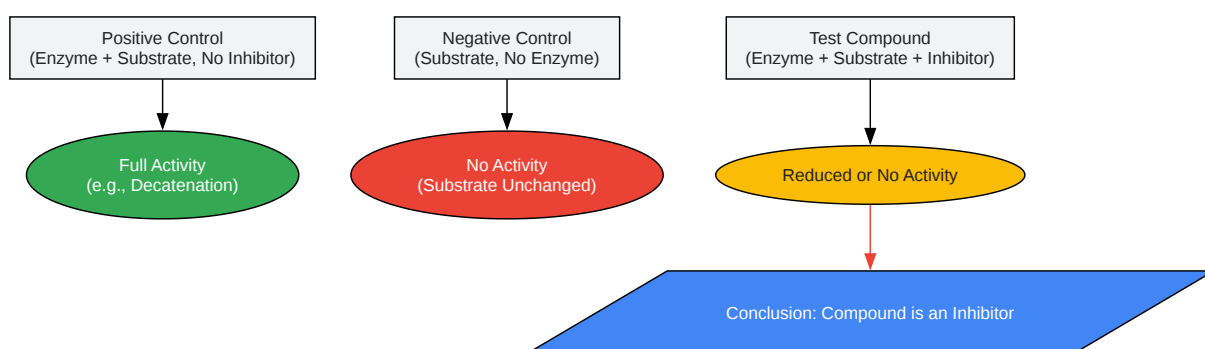 Positive Control
(Enzyme + Substrate, No Inhibitor)
Negative Control
(Substrate, No Enzyme)
Test Compound
(Enzyme + Substrate + Inhibitor)
Full Activity
(e.g., Decatenation)
No Activity
(Substrate Unchanged)
Reduced or No Activity
Conclusion: Compound is an Inhibitor